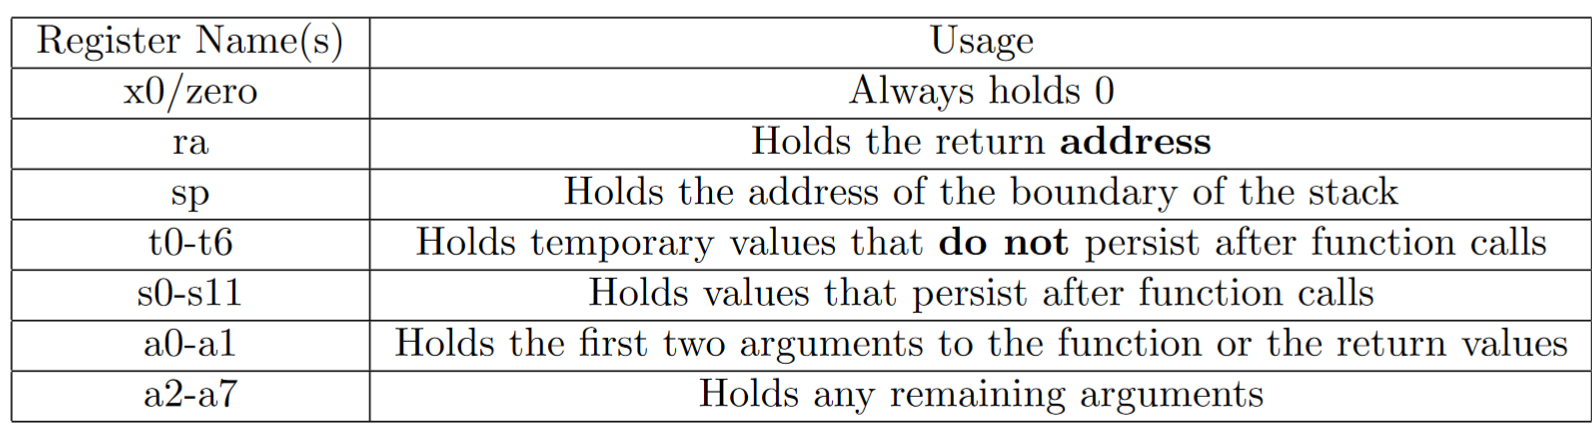 Register Name(s) Usage
x0/zero Always holds 0
ra Holds the return address
sp Holds the address of the boundary of the stack
t0-t6 Holds temporary values that do not persist after function calls
s0-s11 Holds values that persist after function calls
a0-a1 Holds the first two arguments to the function or the return values
a2-a7 Holds any remaining arguments